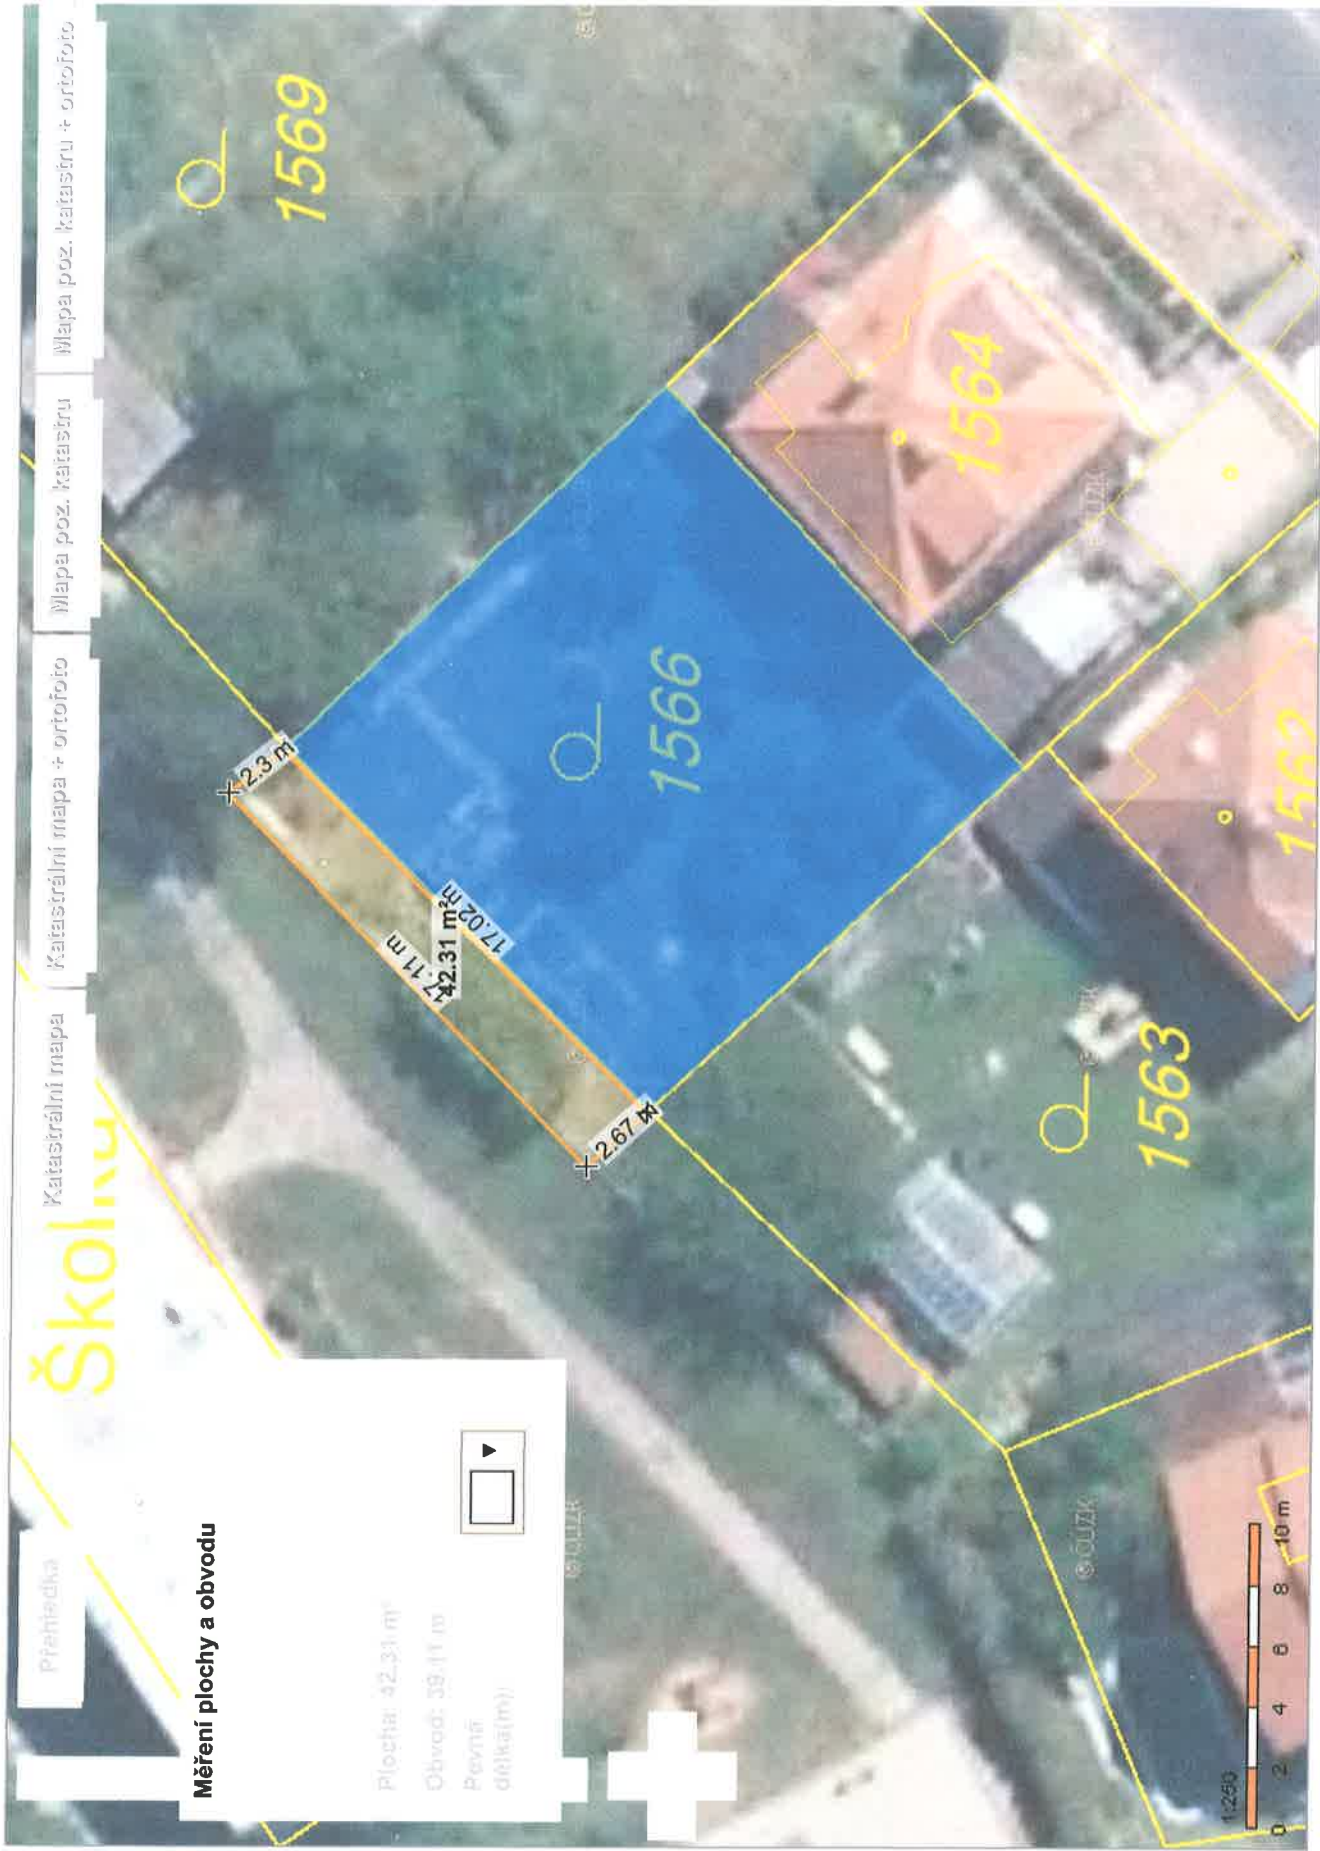 Přehledka
Katastrální mapa
Katastrální mapa + ortofoto
Mapa poz. katastru
Mapa poz. katastru + ortofoto
Měření plochy a obvodu
Plocha: 42.31 m²
Obvod: 39.11 m
Pevná
délka(m):
1569
2.3 m
17.11 m
42.31 m²
17.02 m
2.67
1566
1564
1563
1562
©ČÚZK
©ČÚZK
1:250
0 2 4 6 8 10 m